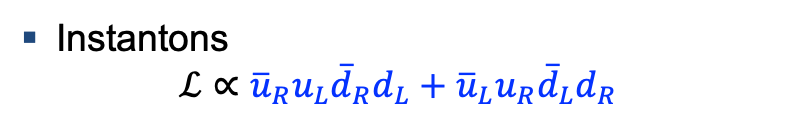 ▪ Instantons
ℒ ∝ ū_R u_L d̄_R d_L + ū_L u_R d̄_L d_R